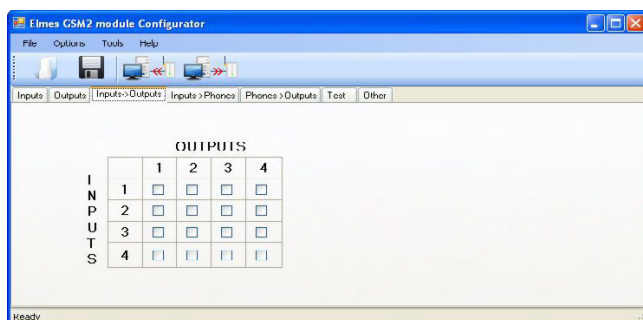 Elmes GSM2 module Configurator
File Options Tools Help
Inputs Outputs Inputs->Outputs Inputs->Phones Phones->Outputs Test Other
OUTPUTS
1 2 3 4
INPUTS
1
2
3
4
Ready